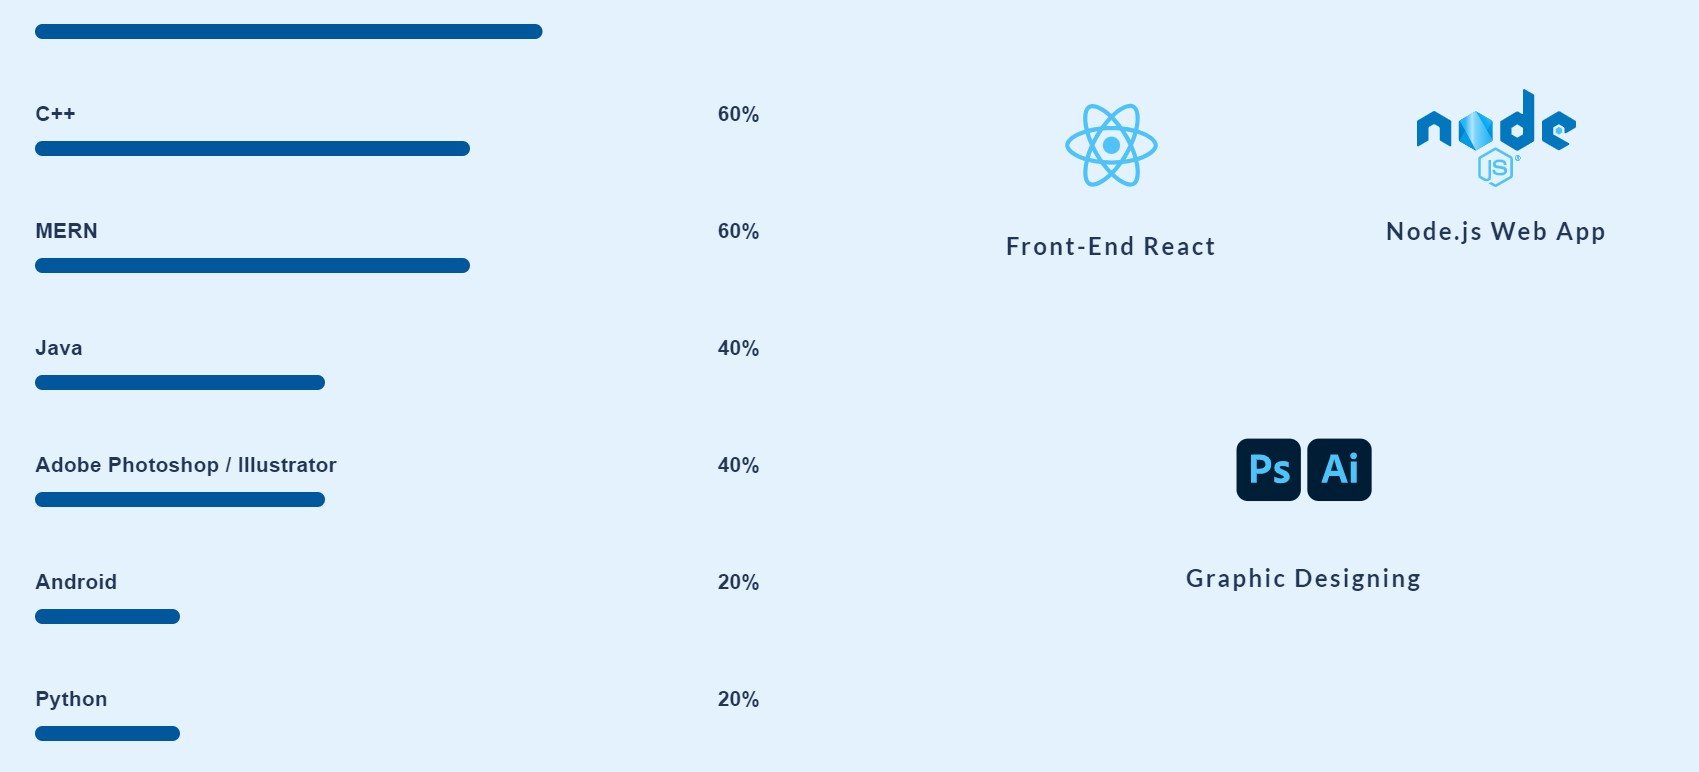 C++ 60%
MERN 60%
Java 40%
Adobe Photoshop / Illustrator 40%
Android 20%
Python 20%
node
JS
Front-End React
Node.js Web App
Ps Ai
Graphic Designing